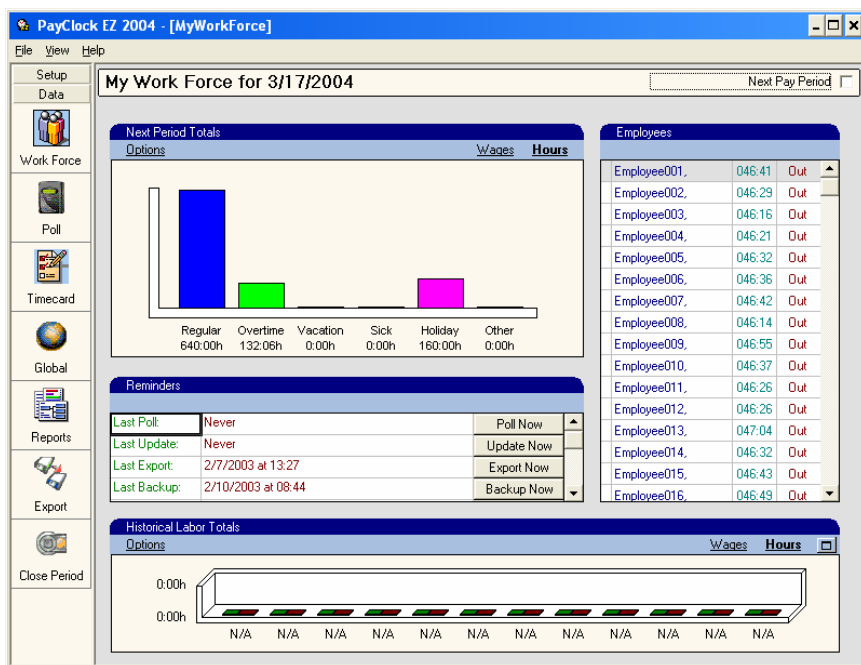 PayClock EZ 2004 - [MyWorkForce]
File View Help
Setup
Data
Work Force
Poll
Timecard
Global
Reports
Export
Close Period
My Work Force for 3/17/2004
Next Pay Period
Next Period Totals
Options Wages Hours
Regular Overtime Vacation Sick Holiday Other
640:00h 132:06h 0:00h 0:00h 160:00h 0:00h
Employees
Employee001, 046:41 Out
Employee002, 046:29 Out
Employee003, 046:16 Out
Employee004, 046:21 Out
Employee005, 046:32 Out
Employee006, 046:36 Out
Employee007, 046:42 Out
Employee008, 046:14 Out
Employee009, 046:55 Out
Employee010, 046:37 Out
Employee011, 046:26 Out
Employee012, 046:26 Out
Employee013, 047:04 Out
Employee014, 046:32 Out
Employee015, 046:43 Out
Employee016, 046:49 Out
Reminders
Last Poll: Never Poll Now
Last Update: Never Update Now
Last Export: 2/7/2003 at 13:27 Export Now
Last Backup: 2/10/2003 at 08:44 Backup Now
Historical Labor Totals
Options Wages Hours
0:00h
0:00h
N/A N/A N/A N/A N/A N/A N/A N/A N/A N/A N/A N/A